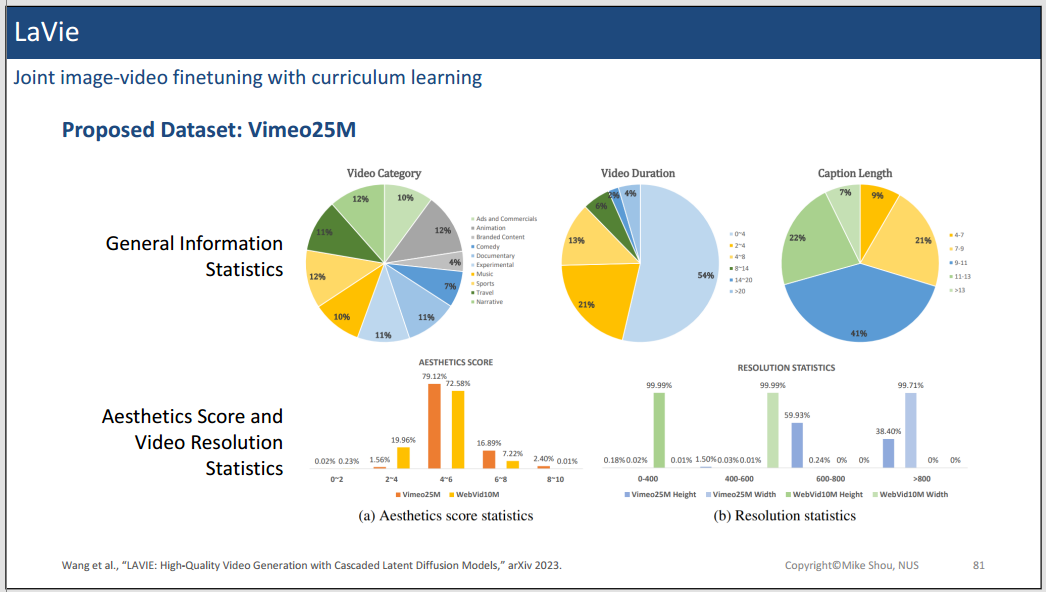 LaVie
Joint image-video finetuning with curriculum learning
Proposed Dataset: Vimeo25M
General Information
Statistics
Video Category
10%
12%
4%
7%
11%
11%
10%
12%
11%
12%
Ads and Commercials
Animation
Branded Content
Comedy
Documentary
Experimental
Music
Sports
Travel
Narrative
Video Duration
54%
21%
13%
6%
2%
4%
0~4
2~4
4~8
8~14
14~20
>20
Caption Length
9%
21%
41%
22%
7%
4-7
7-9
9-11
11-13
>13
Aesthetics Score and
Video Resolution
Statistics
AESTHETICS SCORE
0.02% 0.23%
1.56% 19.96%
79.12% 72.58%
16.89% 7.22%
2.40% 0.01%
0~2 2~4 4~6 6~8 8~10
Vimeo25M WebVid10M
(a) Aesthetics score statistics
RESOLUTION STATISTICS
0.18% 0.02% 99.99% 0.01%
1.50% 0.03% 0.01% 99.99%
59.93% 0.24% 0% 0%
38.40% 99.71% 0% 0%
0-400 400-600 600-800 >800
Vimeo25M Height Vimeo25M Width WebVid10M Height WebVid10M Width
(b) Resolution statistics
Wang et al., “LAVIE: High-Quality Video Generation with Cascaded Latent Diffusion Models,” arXiv 2023.
Copyright©Mike Shou, NUS
81